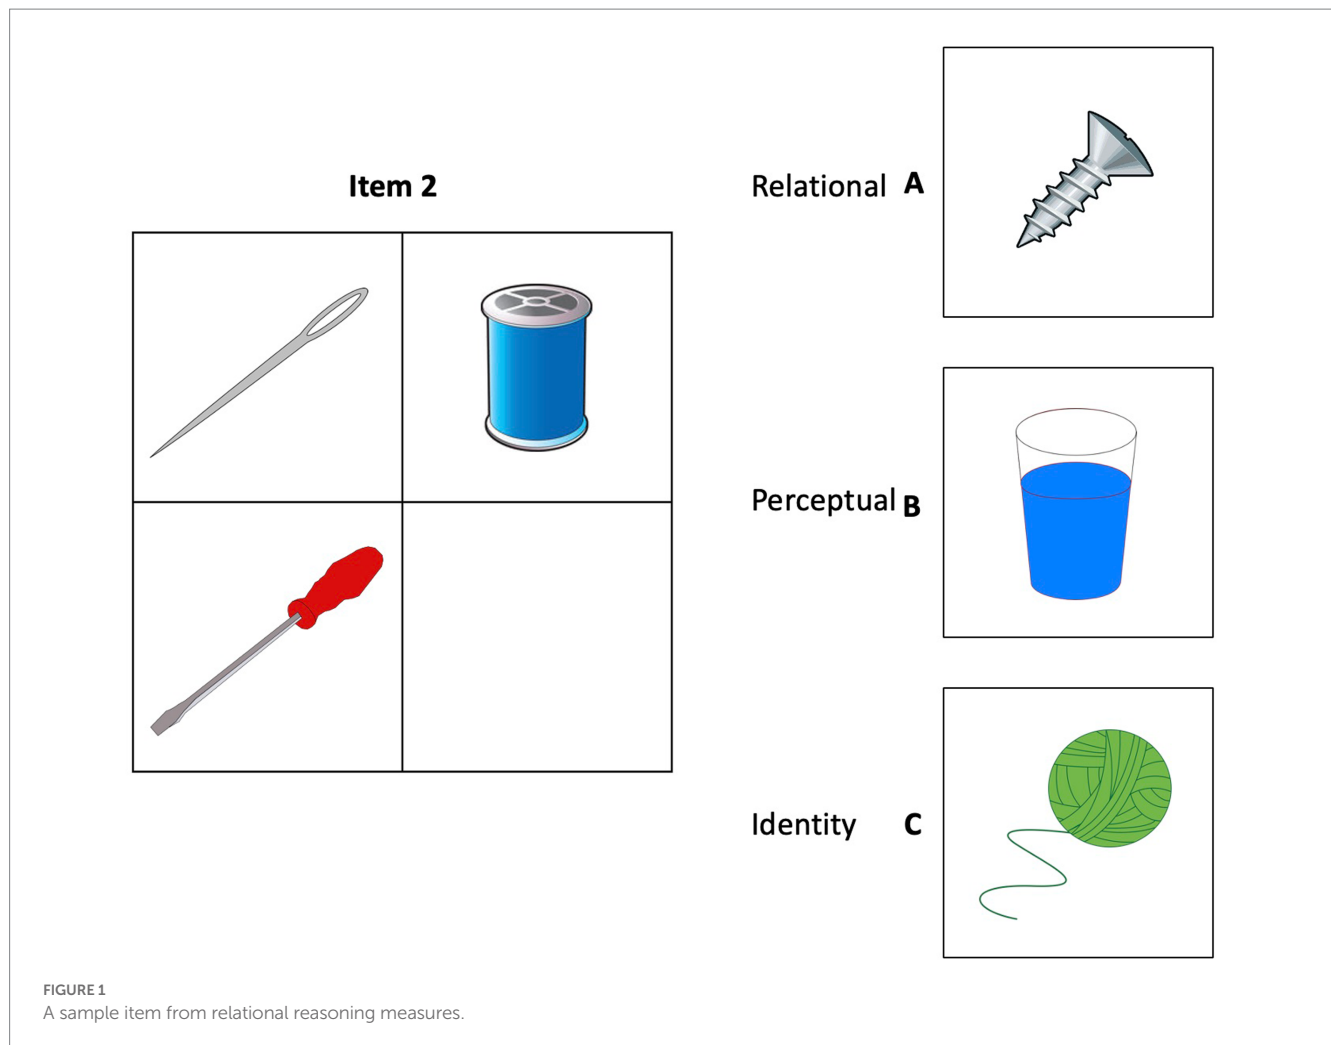 Item 2
Relational A
Perceptual B
Identity C
FIGURE 1
A sample item from relational reasoning measures.